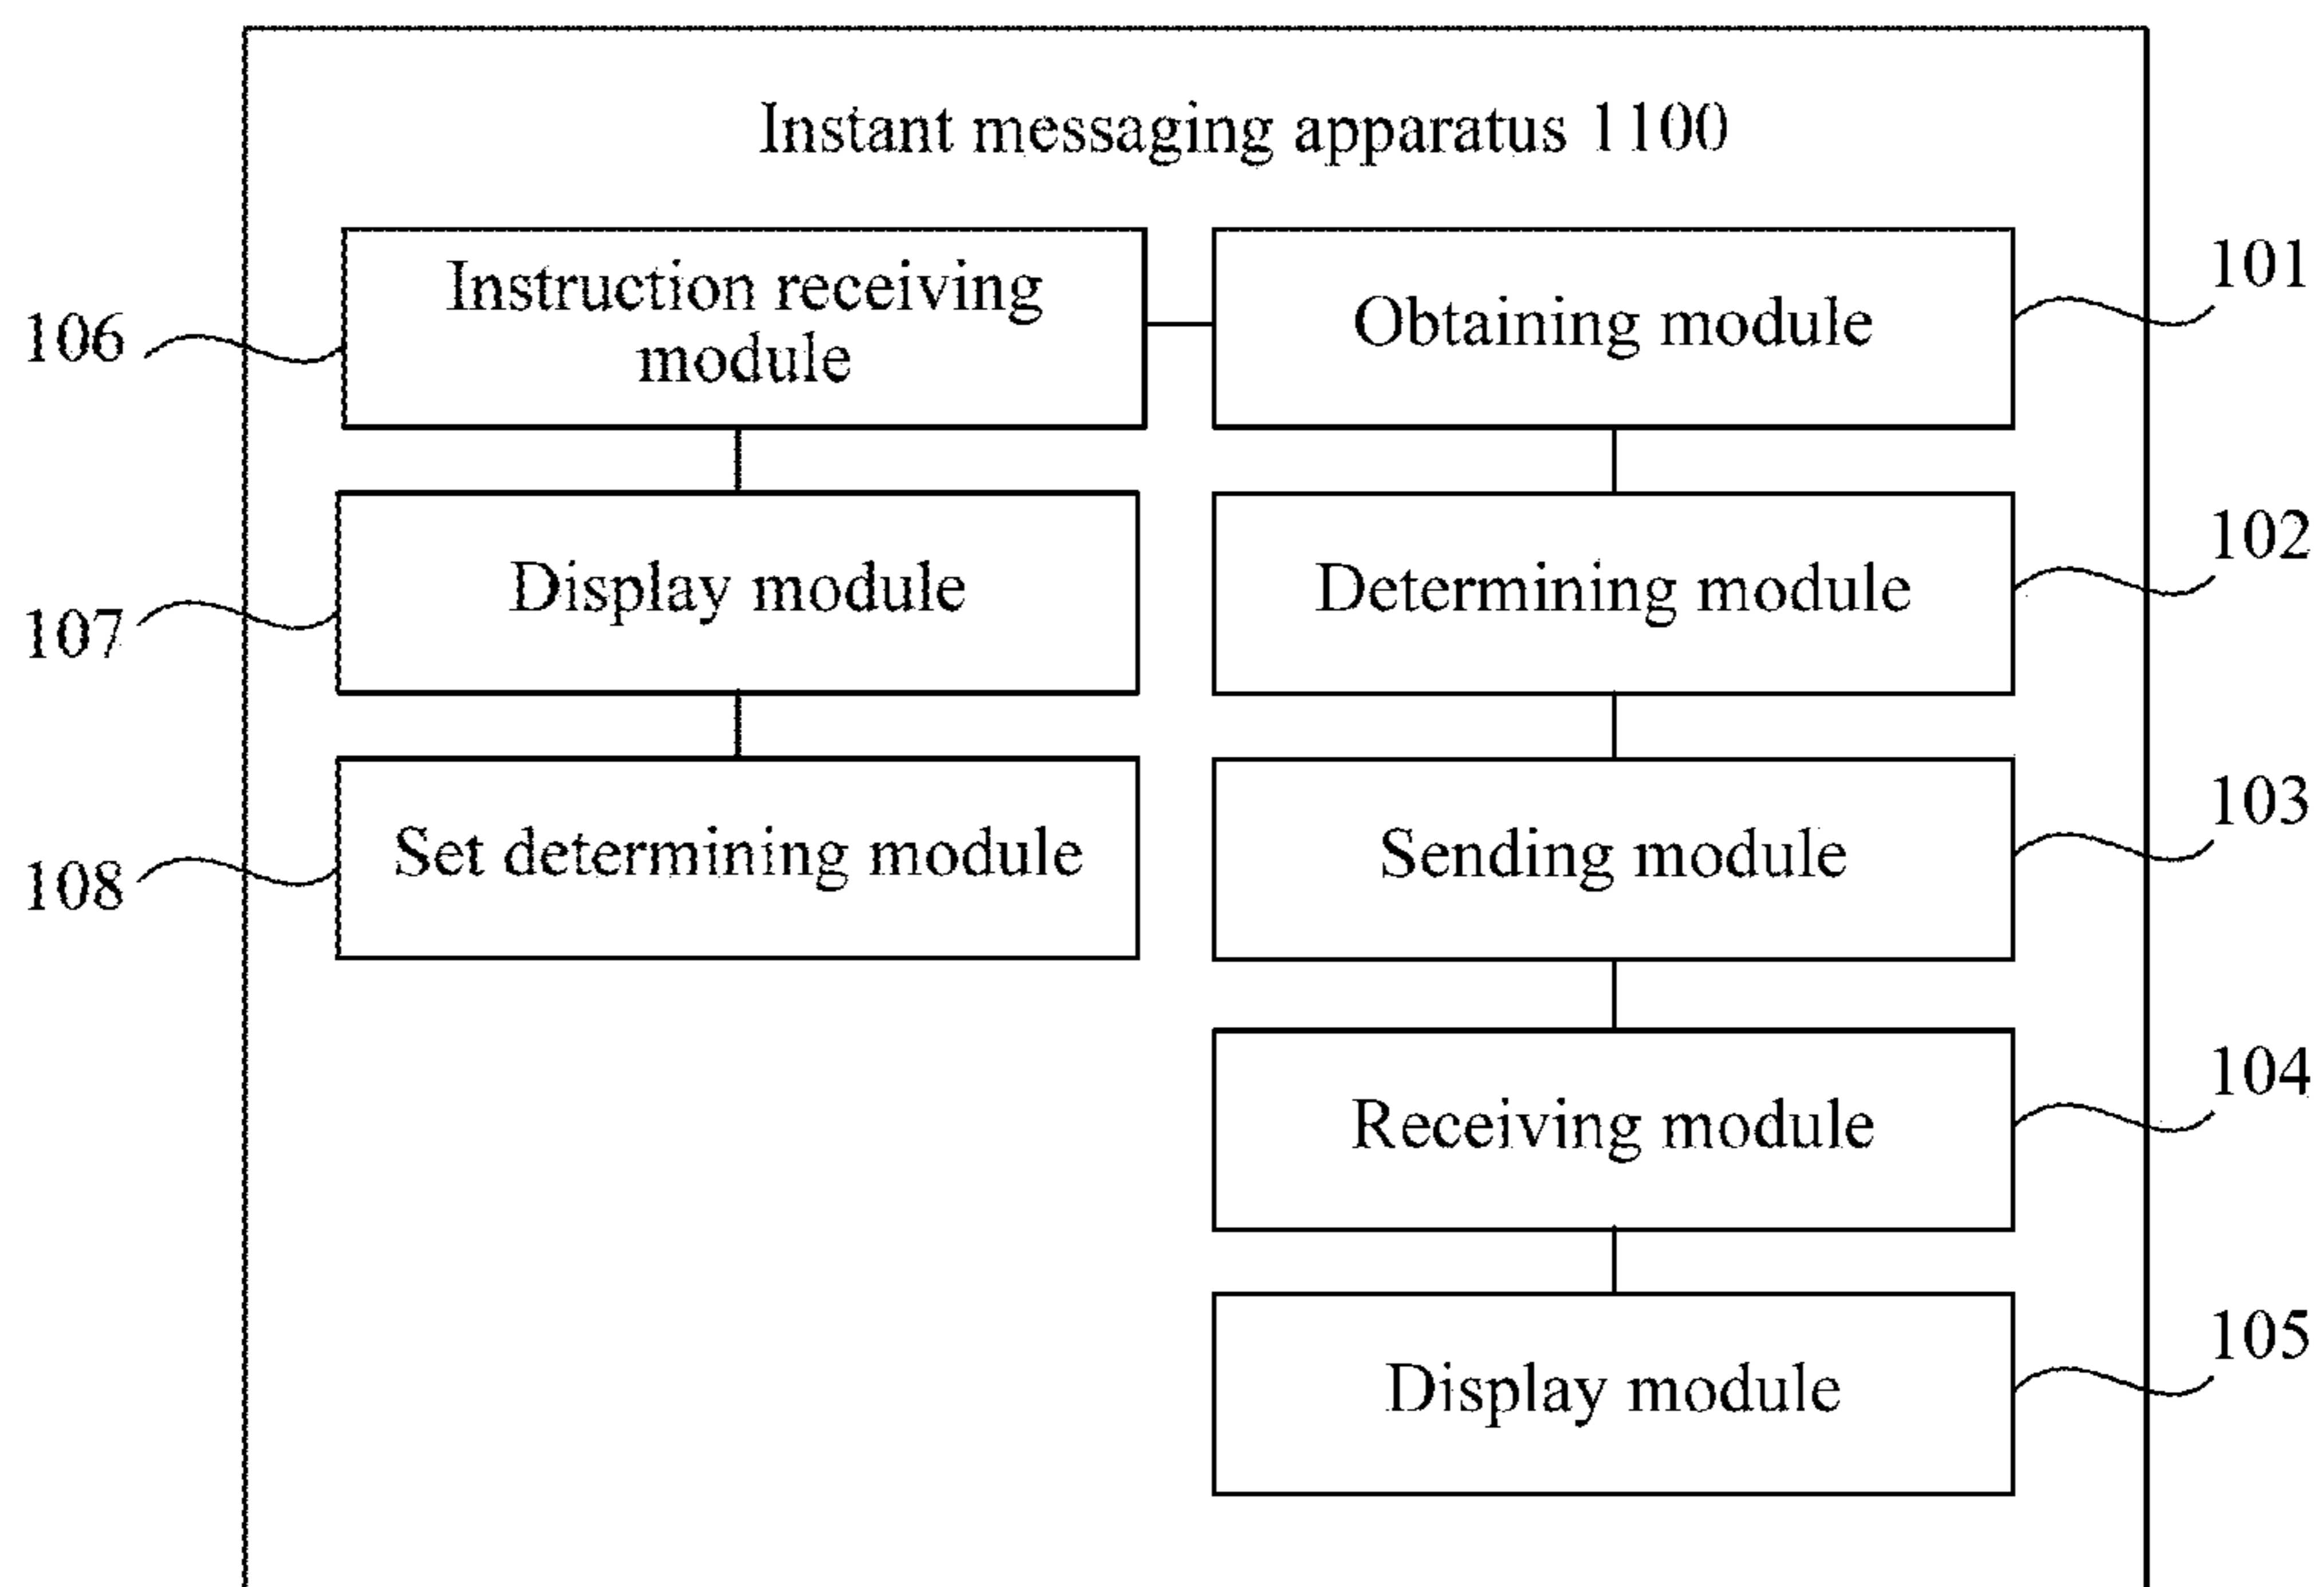 Instant messaging apparatus 1100
Instruction receiving
module
Obtaining module
101
106
Display module
Determining module
102
107
Set determining module
Sending module
103
108
Receiving module
104
Display module
105